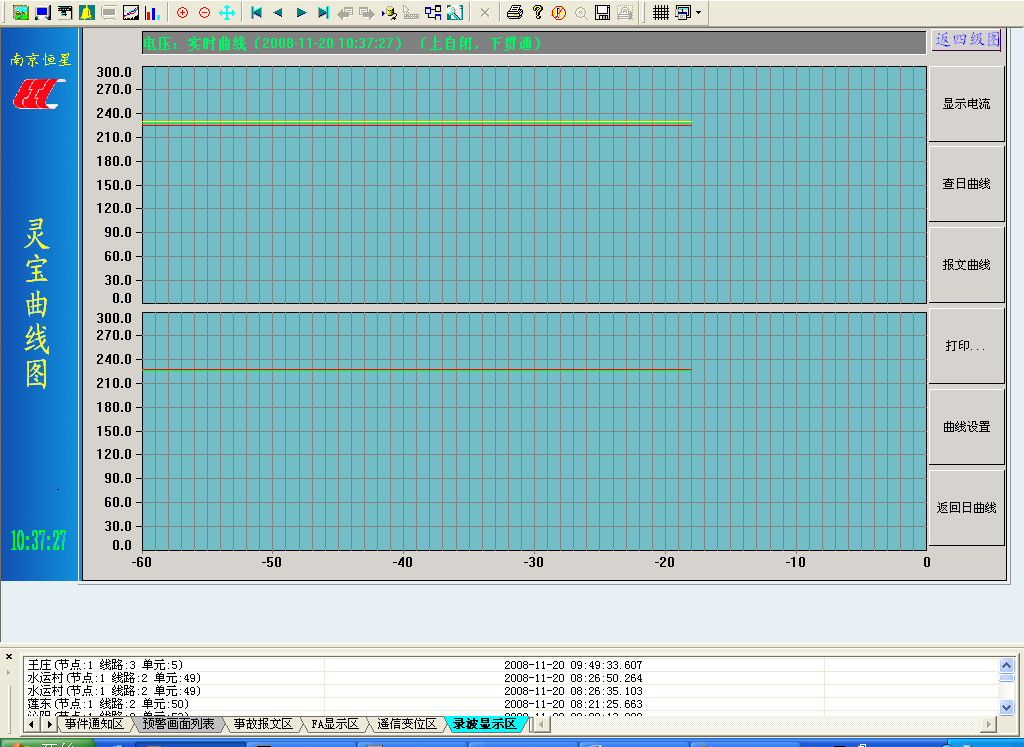 电压：实时曲线（2008-11-20 10:37:27）（上自闭，下贯通）
返四级图
南京恒星
灵宝曲线图
10:37:27
300.0
270.0
240.0
210.0
180.0
150.0
120.0
90.0
60.0
30.0
0.0
300.0
270.0
240.0
210.0
180.0
150.0
120.0
90.0
60.0
30.0
0.0
-60 -50 -40 -30 -20 -10 0
显示电流
查日曲线
报文曲线
打印...
曲线设置
返回日曲线
王庄(节点:1 线路:3 单元:5) 2008-11-20 09:49:33.607
水运村(节点:1 线路:2 单元:49) 2008-11-20 08:26:50.264
水运村(节点:1 线路:2 单元:49) 2008-11-20 08:26:35.103
莲东(节点:1 线路:2 单元:50) 2008-11-20 08:21:25.663
事件通知区 预警画面列表 事故报文区 FA显示区 遥信变位区 录波显示区